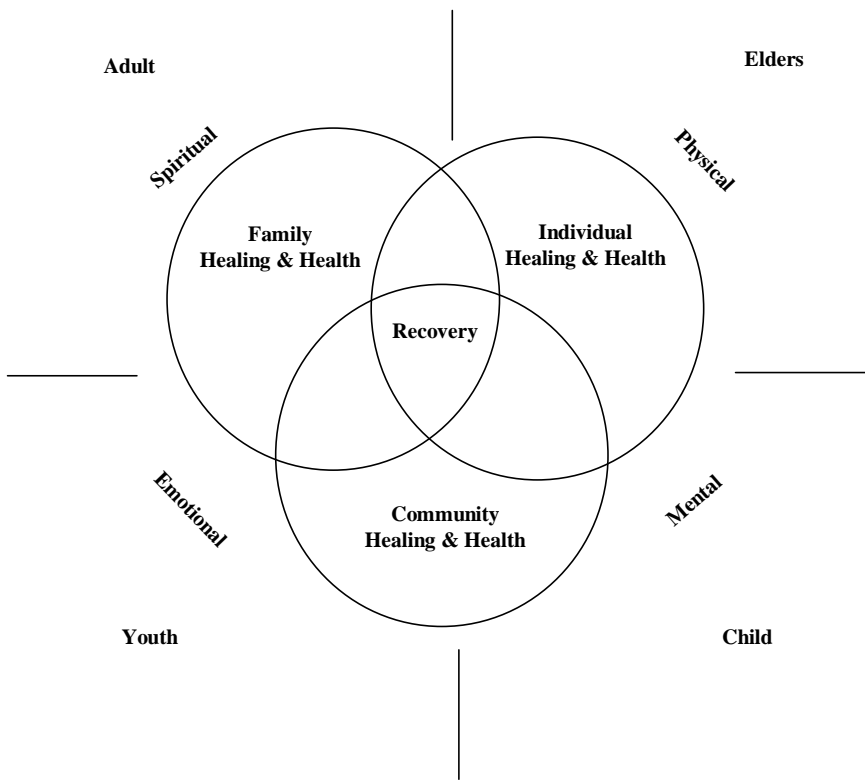 Adult
Elders
Spiritual
Physical
Family
Healing & Health
Individual
Healing & Health
Recovery
Emotional
Mental
Community
Healing & Health
Youth
Child